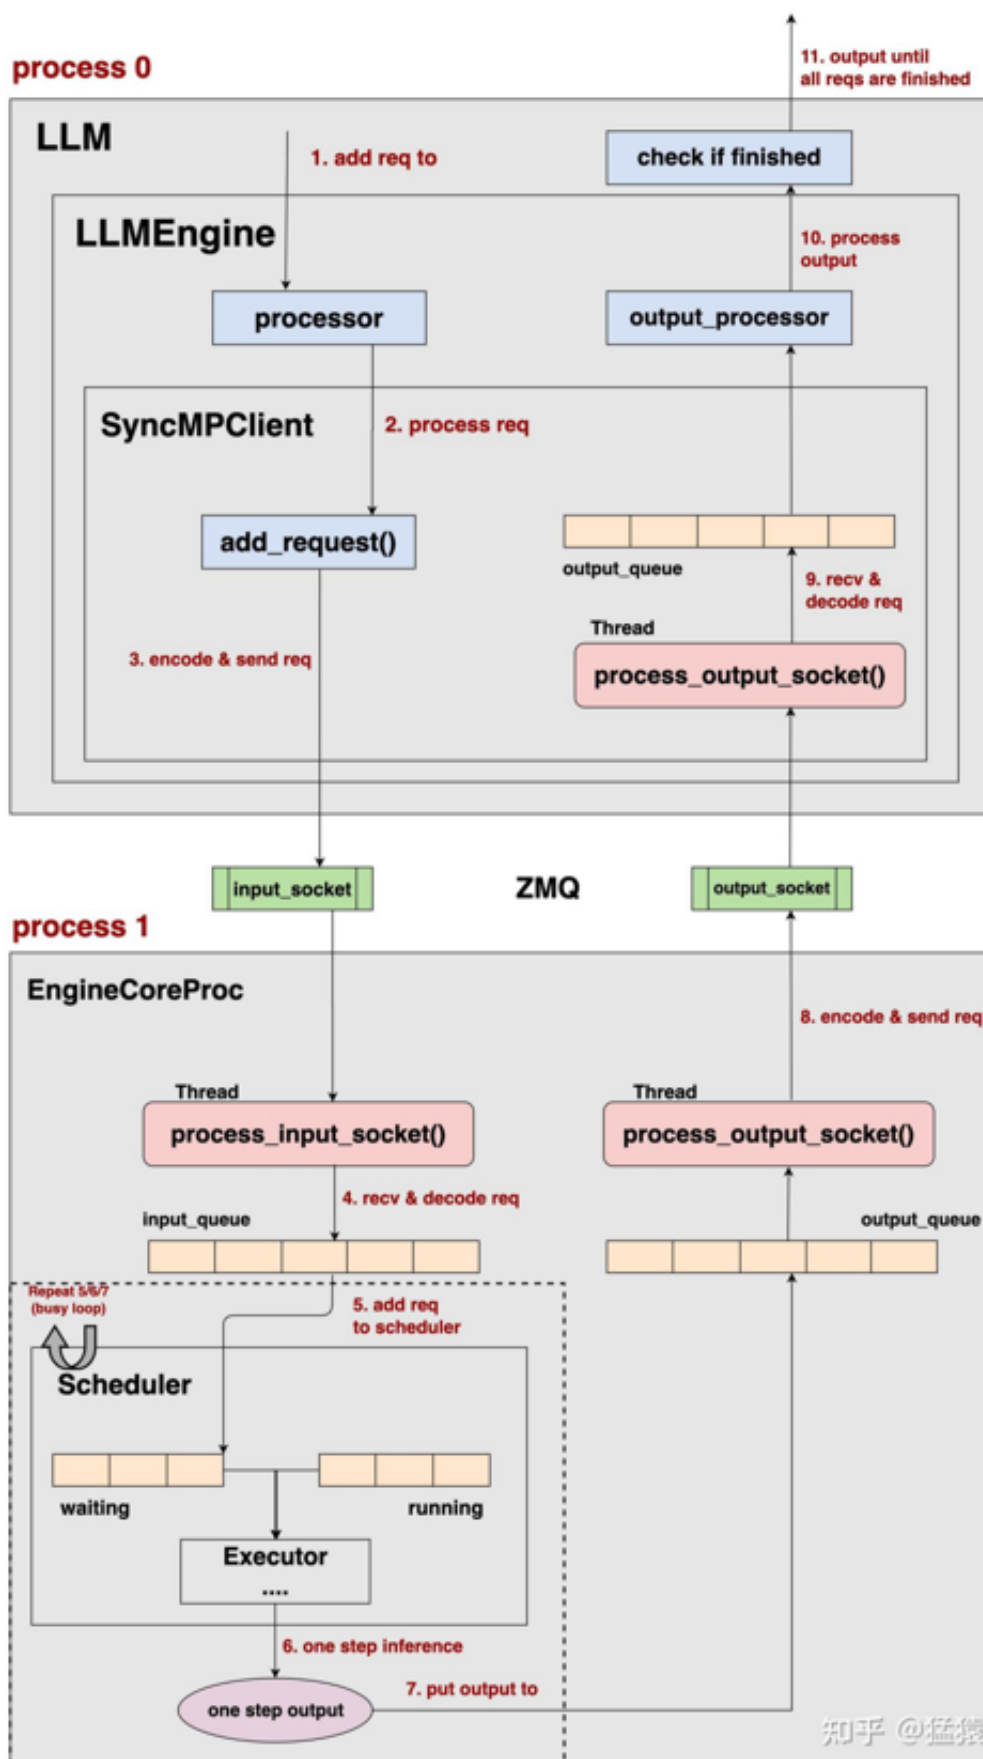 process 0
11. output until
all reqs are finished
LLM
1. add req to
check if finished
LLMEngine
10. process
output
processor
output_processor
SyncMPClient
2. process req
add_request()
output_queue
9. recv &
decode req
Thread
3. encode & send req
process_output_socket()
input_socket
ZMQ
output_socket
process 1
EngineCoreProc
8. encode & send req
Thread
Thread
process_input_socket()
process_output_socket()
4. recv & decode req
input_queue
output_queue
Repeat 5/6/7
(busy loop)
5. add req
to scheduler
Scheduler
waiting
running
Executor
....
6. one step inference
7. put output to
one step output
知乎 @猛猿